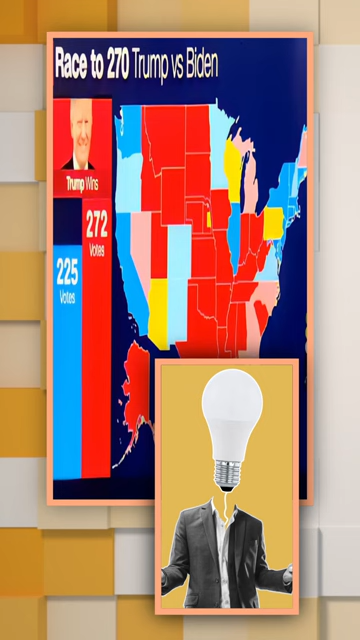 Race to 270 Trump vs Biden
Trump Wins
272
Votes
225
Votes